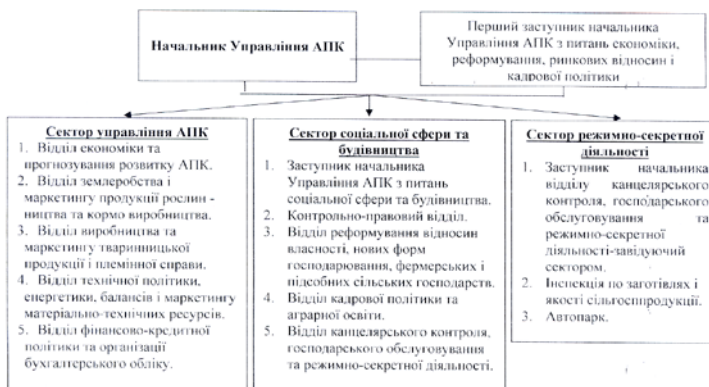 Начальник Управління АПК
Перший заступник начальника
Управління АПК з питань економіки,
реформування, ринкових відносин і
кадрової політики
Сектор управління АПК
1. Відділ економіки та
прогнозування розвитку АПК.
2. Відділ землеробства і
маркетингу продукції рослин -
ництва та кормо виробництва.
3. Відділ виробництва та
маркетингу тваринницької
продукції і племінної справи.
4. Відділ технічної політики,
енергетики, балансів і маркетингу
матеріально-технічних ресурсів.
5. Відділ фінансово-кредитної
політики та організації
бухгалтерського обліку.
Сектор соціальної сфери та
будівництва
1. Заступник начальника
Управління АПК з питань
соціальної сфери та будівництва.
2. Контрольно-правовий відділ.
3. Відділ реформування відносин
власності, нових форм
господарювання, фермерських і
підсобних сільських господарств.
4. Відділ кадрової політики та
аграрної освіти.
5. Відділ канцелярського контроля,
господарського обслуговування
та режимно-секретної діяльності.
Сектор режимно-секретної
діяльності
1. Заступник начальника
відділу канцелярського
контроля, господарського
обслуговування та
режимно-секретної
діяльності-завідуючий
сектором.
2. Інспекція по заготівлях і
якості сільгосппродукції.
3. Автопарк.